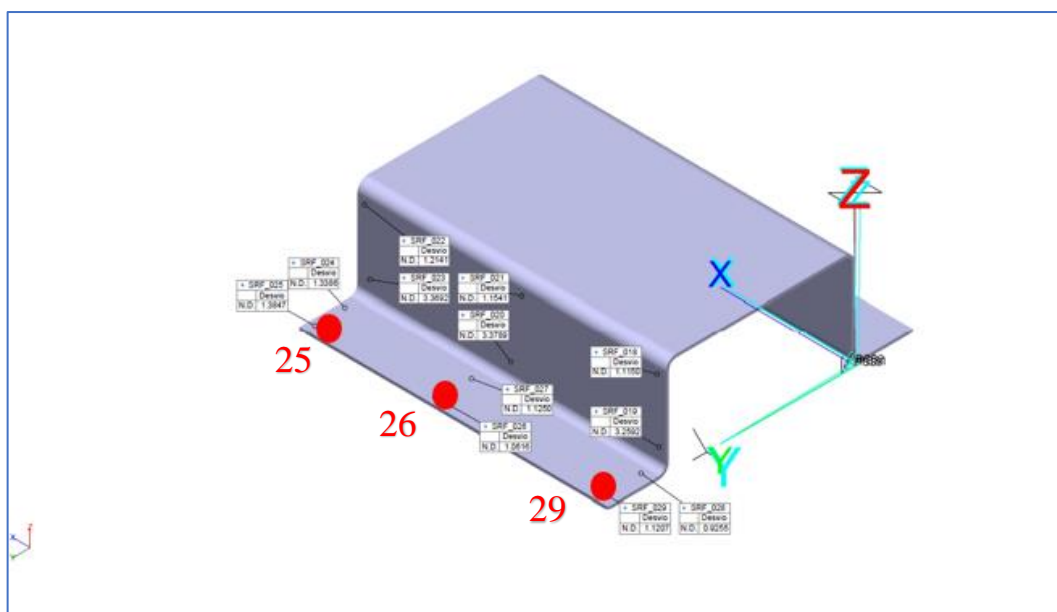 Z
SRF_022
Desvio
N.D. 1.2141
SRF_024
Desvio
N.D. 1.3386
X
SRF_023
Desvio
N.D. 3.3692
SRF_021
Desvio
N.D. 1.1541
SRF_025
Desvio
N.D. 1.3847
SRF_020
Desvio
N.D. 3.3789
25
SRF_018
Desvio
N.D. 1.1150
SRF_027
Desvio
N.D. 1.1250
26
SRF_019
Desvio
N.D. 3.2592
SRF_026
Desvio
N.D. 1.0616
Y
29
SRF_029
Desvio
N.D. 1.1207
SRF_028
Desvio
N.D. 0.9256
Z
X
Y